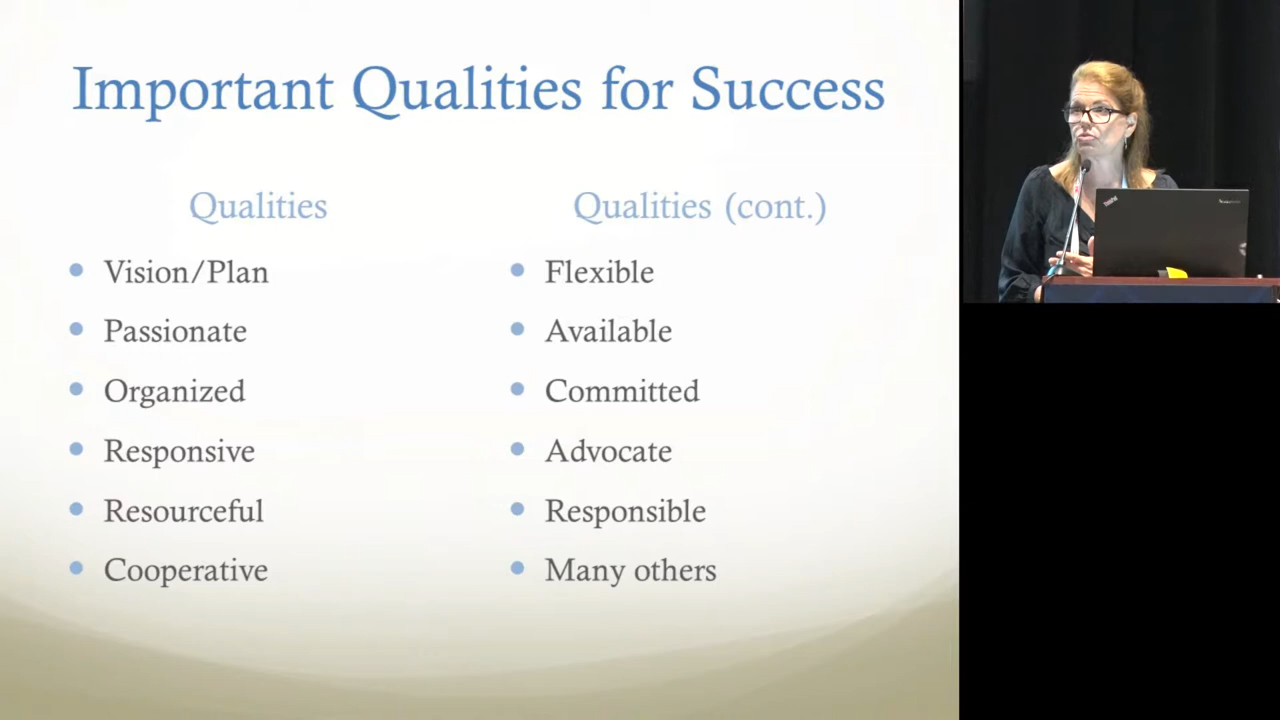 Important Qualities for Success
Qualities
Vision/Plan
Passionate
Organized
Responsive
Resourceful
Cooperative
Qualities (cont.)
Flexible
Available
Committed
Advocate
Responsible
Many others
ThinkPad